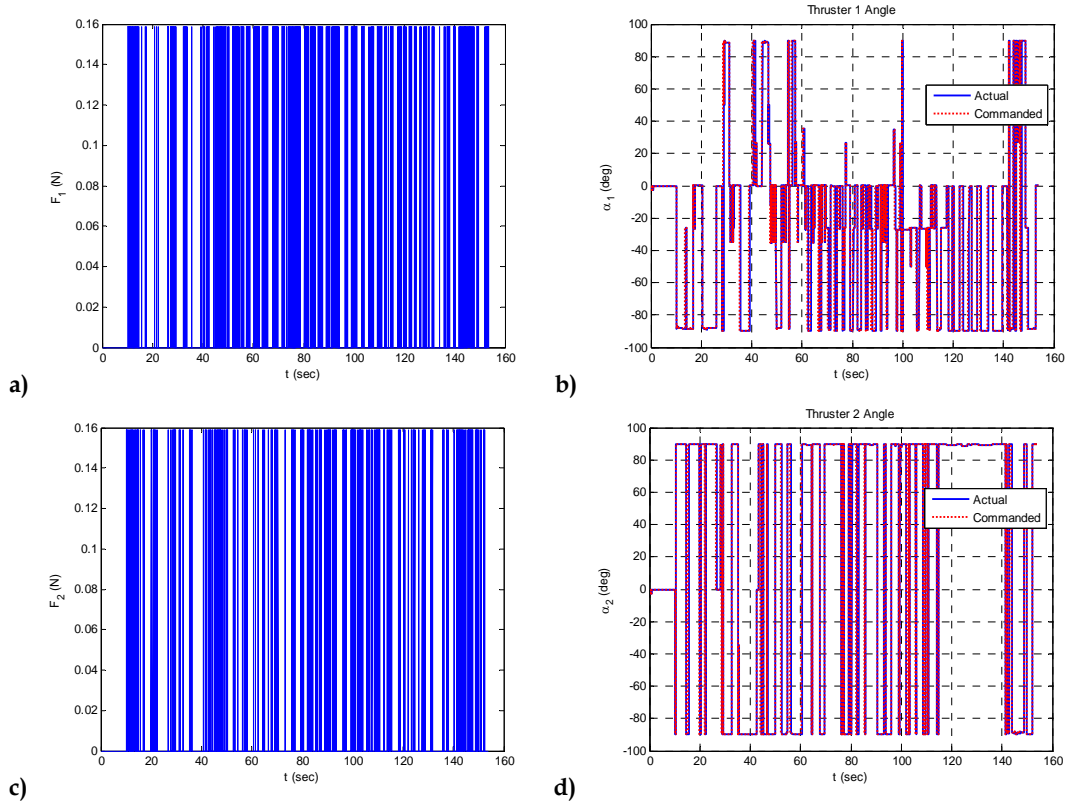 0.16
0.14
0.12
0.1
0.08
0.06
0.04
0.02
0
F1 (N)
0 20 40 60 80 100 120 140 160
t (sec)
a)
Thruster 1 Angle
100
80
60
40
20
0
-20
-40
-60
-80
-100
α1 (deg)
Actual
Commanded
0 20 40 60 80 100 120 140 160
t (sec)
b)
0.16
0.14
0.12
0.1
0.08
0.06
0.04
0.02
0
F2 (N)
0 20 40 60 80 100 120 140 160
t (sec)
c)
Thruster 2 Angle
100
80
60
40
20
0
-20
-40
-60
-80
-100
α2 (deg)
Actual
Commanded
0 20 40 60 80 100 120 140 160
t (sec)
d)